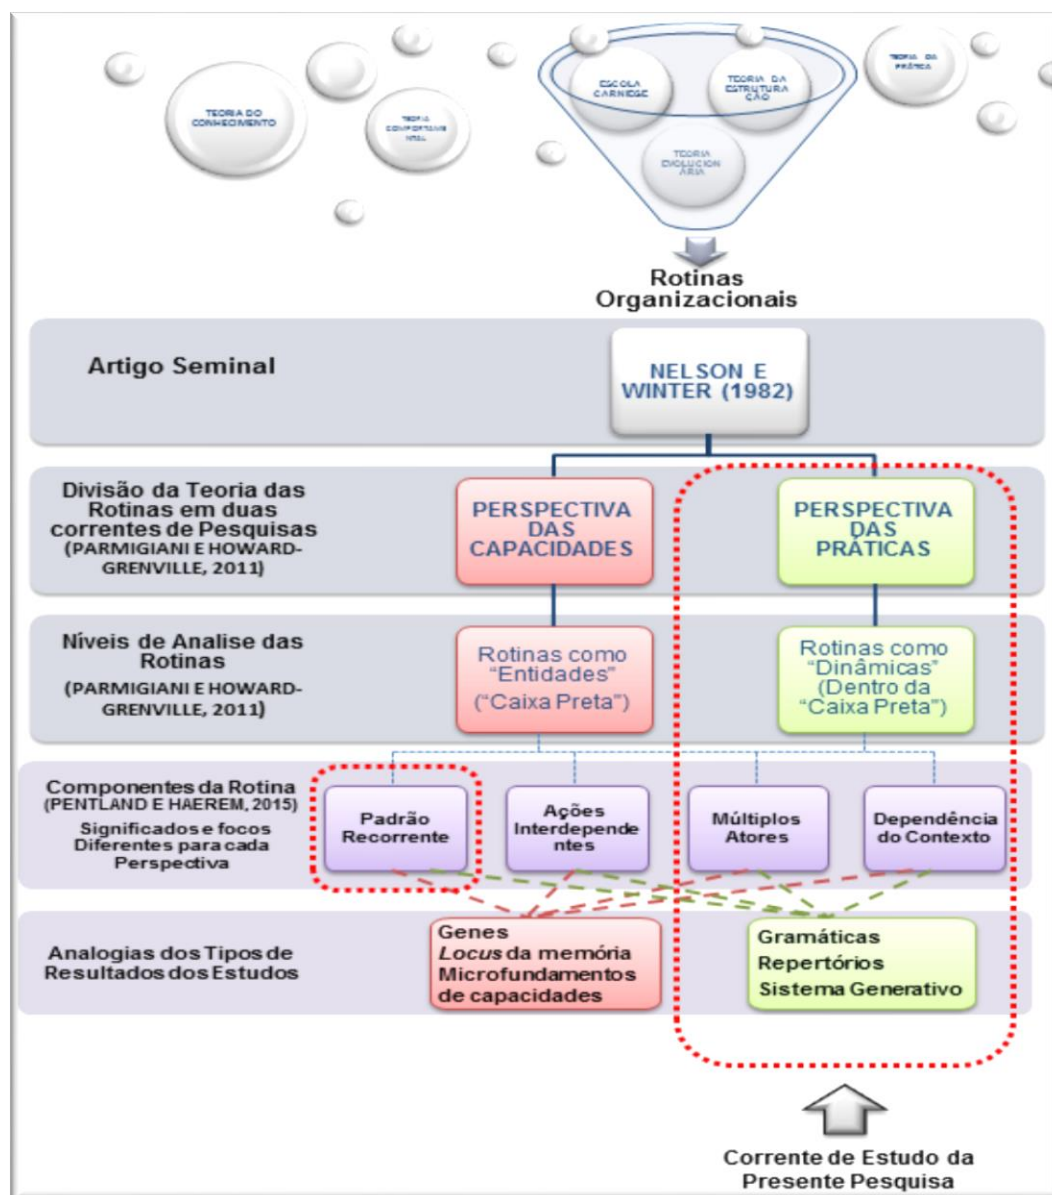 TEORIA DO
CONHECIMENTO
TEORIA
COMPORTAME
NTAL
ESCOLA
CARNIEGE
TEORIA DA
ESTRUTURA
ÇÃO
TEORIA DA
PRÁTICA
TEORIA
EVOLUCION
ÁRIA
Rotinas
Organizacionais
Artigo Seminal
NELSON E
WINTER (1982)
Divisão da Teoria das
Rotinas em duas
correntes de Pesquisas
(PARMIGIANI E HOWARD-
GRENVILLE, 2011)
PERSPECTIVA
DAS
CAPACIDADES
PERSPECTIVA
DAS
PRÁTICAS
Níveis de Analise das
Rotinas
(PARMIGIANI E HOWARD-
GRENVILLE, 2011)
Rotinas como
“Entidades”
(“Caixa Preta”)
Rotinas como
“Dinâmicas”
(Dentro da
“Caixa Preta”)
Componentes da Rotina
(PENTLAND E HAEREM, 2015)
Significados e focos
Diferentes para cada
Perspectiva
Padrão
Recorrente
Ações
Interdepende
ntes
Múltiplos
Atores
Dependência
do Contexto
Analogias dos Tipos de
Resultados dos Estudos
Genes
Locus da memória
Microfundamentos
de capacidades
Gramáticas
Repertórios
Sistema Generativo
Corrente de Estudo da
Presente Pesquisa